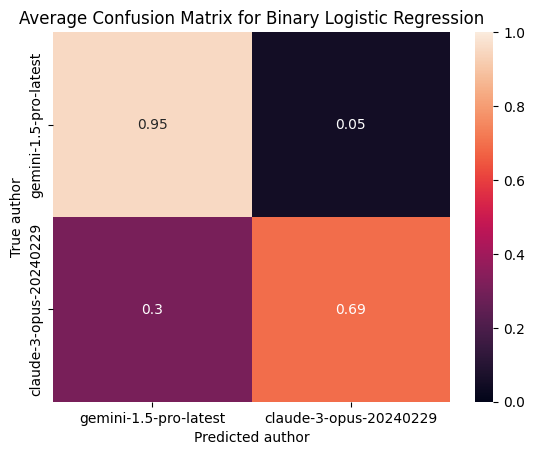 Average Confusion Matrix for Binary Logistic Regression
True author
gemini-1.5-pro-latest
claude-3-opus-20240229
0.95
0.05
0.3
0.69
gemini-1.5-pro-latest
claude-3-opus-20240229
Predicted author
1.0
0.8
0.6
0.4
0.2
0.0